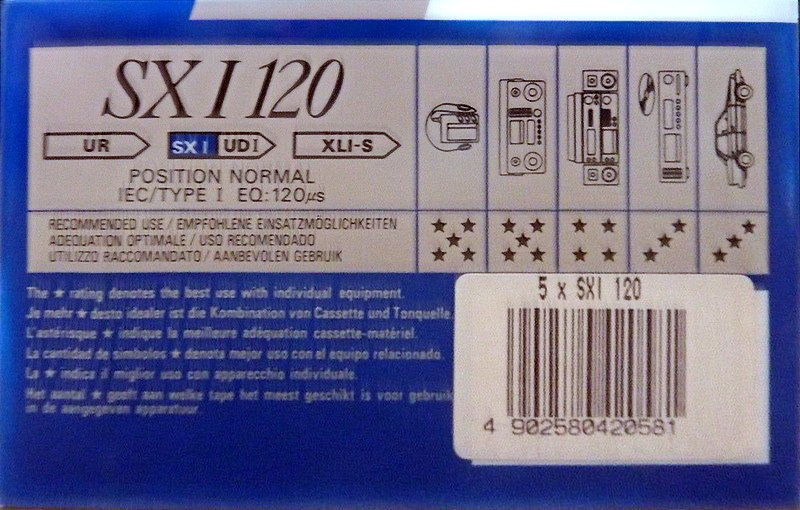 SX I 120
UR SX I UD I XLI-S
POSITION NORMAL
IEC/TYPE I EQ:120µs
RECOMMENDED USE / EMPFOHLENE EINSATZMÖGLICHKEITEN
ADEQUATION OPTIMALE / USO RECOMENDADO
UTILIZZO RACCOMANDATO / AANBEVOLEN GEBRUIK
The ★ rating denotes the best use with individual equipment.
Je mehr ★ desto idealer ist die Kombination von Cassette und Tonquelle.
L'astérisque ★ indique la meilleure adéquation cassette-matériel.
La cantidad de simbolos ★ denota mejor uso con el equipo relacionado.
La ★ indica il miglior uso con apparecchio individuale.
Het aantal ★ geeft aan welke tape het meest geschikt is voor gebruik
in de aangegeven apparatuur.
5 x SXI 120
4 902580420581